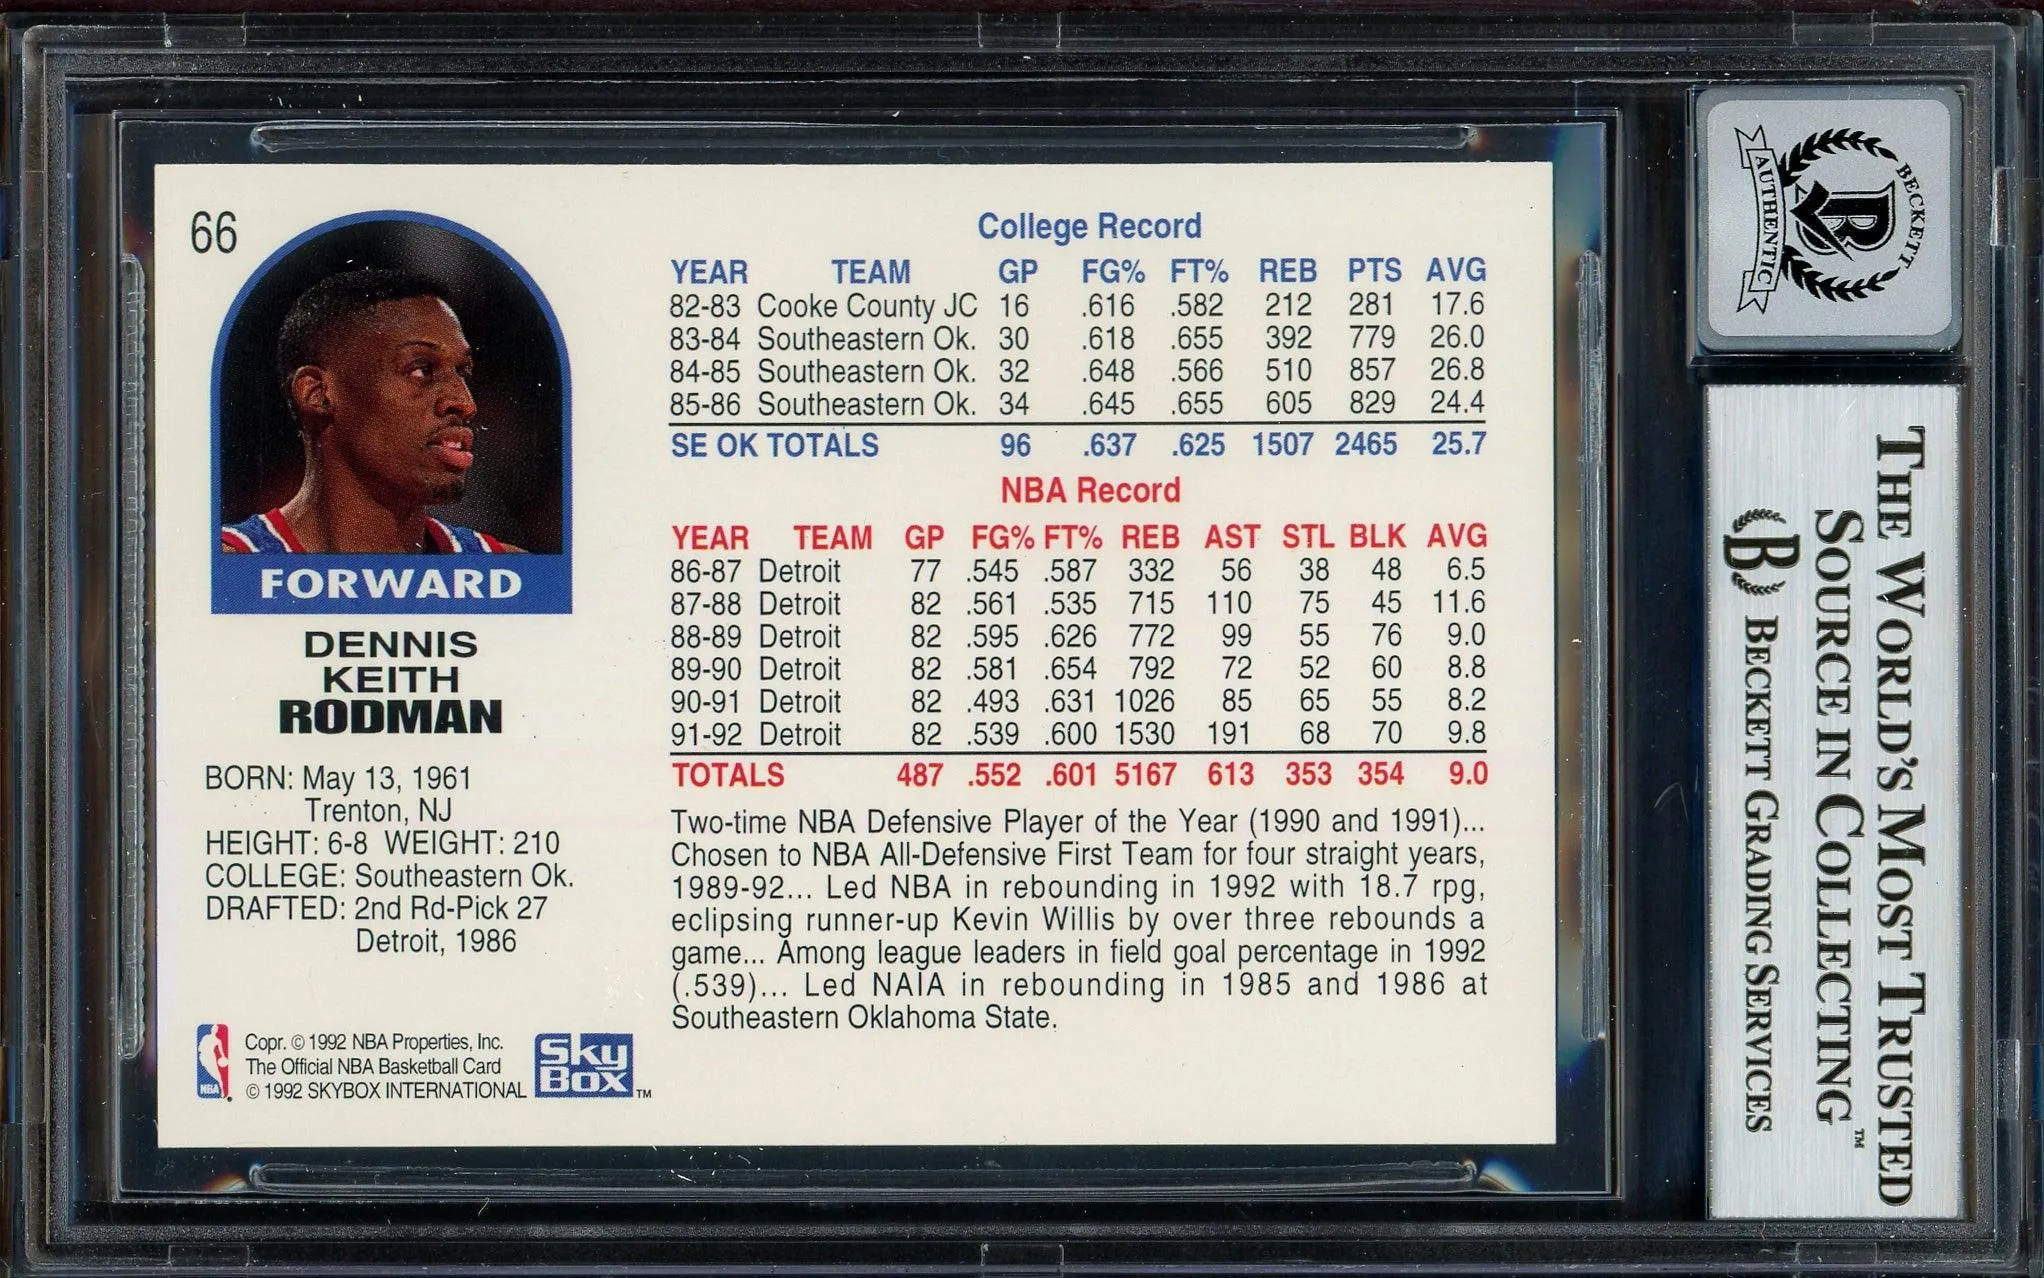 66
FORWARD
DENNIS
KEITH
RODMAN
BORN: May 13, 1961
Trenton, NJ
HEIGHT: 6-8 WEIGHT: 210
COLLEGE: Southeastern Ok.
DRAFTED: 2nd Rd-Pick 27
Detroit, 1986
NBA
Copr. © 1992 NBA Properties, Inc.
The Official NBA Basketball Card
© 1992 SKYBOX INTERNATIONAL
Sky
Box ™
College Record
YEAR TEAM GP FG% FT% REB PTS AVG
82-83 Cooke County JC 16 .616 .582 212 281 17.6
83-84 Southeastern Ok. 30 .618 .655 392 779 26.0
84-85 Southeastern Ok. 32 .648 .566 510 857 26.8
85-86 Southeastern Ok. 34 .645 .655 605 829 24.4
SE OK TOTALS 96 .637 .625 1507 2465 25.7
NBA Record
YEAR TEAM GP FG% FT% REB AST STL BLK AVG
86-87 Detroit 77 .545 .587 332 56 38 48 6.5
87-88 Detroit 82 .561 .535 715 110 75 45 11.6
88-89 Detroit 82 .595 .626 772 99 55 76 9.0
89-90 Detroit 82 .581 .654 792 72 52 60 8.8
90-91 Detroit 82 .493 .631 1026 85 65 55 8.2
91-92 Detroit 82 .539 .600 1530 191 68 70 9.8
TOTALS 487 .552 .601 5167 613 353 354 9.0
Two-time NBA Defensive Player of the Year (1990 and 1991)...
Chosen to NBA All-Defensive First Team for four straight years,
1989-92... Led NBA in rebounding in 1992 with 18.7 rpg,
eclipsing runner-up Kevin Willis by over three rebounds a
game... Among league leaders in field goal percentage in 1992
(.539)... Led NAIA in rebounding in 1985 and 1986 at
Southeastern Oklahoma State.
BECKETT
B
AUTHENTIC
THE WORLD'S MOST TRUSTED
SOURCE IN COLLECTING™
B BECKETT GRADING SERVICES